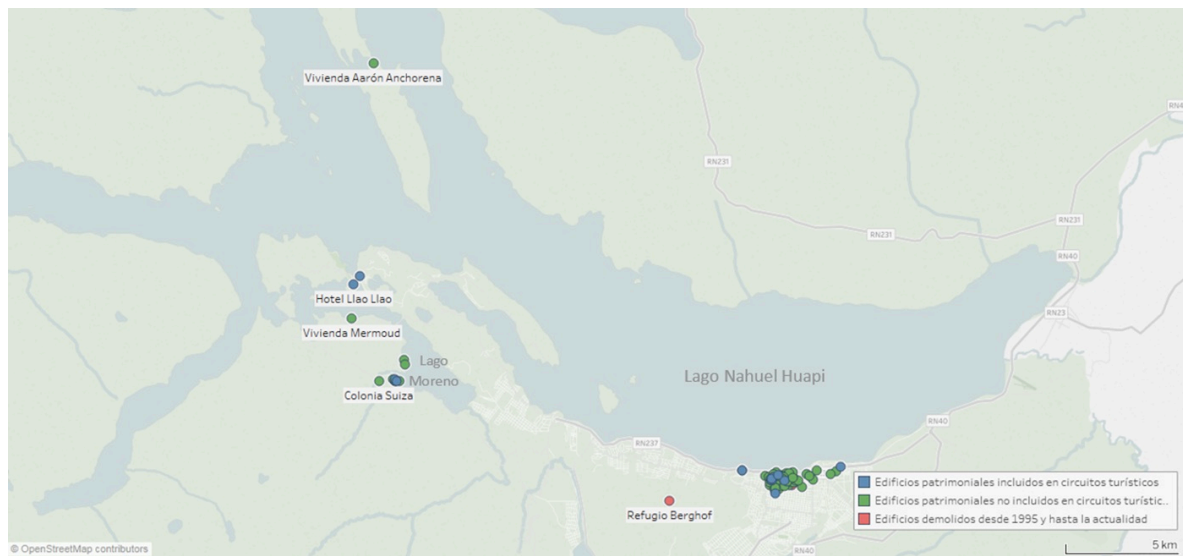 Vivienda Aarón Anchorena
RN4
RN231
RN231
RN231
RN40
Hotel Llao Llao
RN23
Vivienda Mermoud
Lago
Moreno
Lago Nahuel Huapi
Colonia Suiza
RN40
RN237
Edificios patrimoniales incluidos en circuitos turísticos
Edificios patrimoniales no incluidos en circuitos turístic..
Edificios demolidos desde 1995 y hasta la actualidad
Refugio Berghof
© OpenStreetMap contributors
RN40
5 km